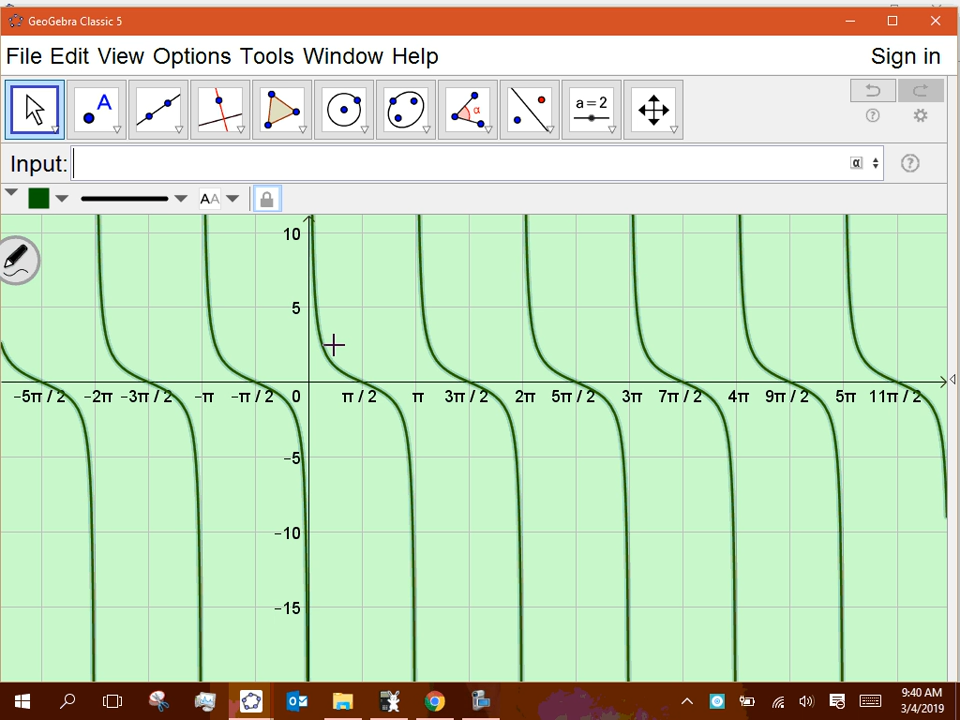 GeoGebra Classic 5
File Edit View Options Tools Window Help Sign in
A α a = 2
Input: α
AA
10
5
−5π / 2 −2π −3π / 2 −π −π / 2 0 π / 2 π 3π / 2 2π 5π / 2 3π 7π / 2 4π 9π / 2 5π 11π / 2
−5
−10
−15
9:40 AM
3/4/2019